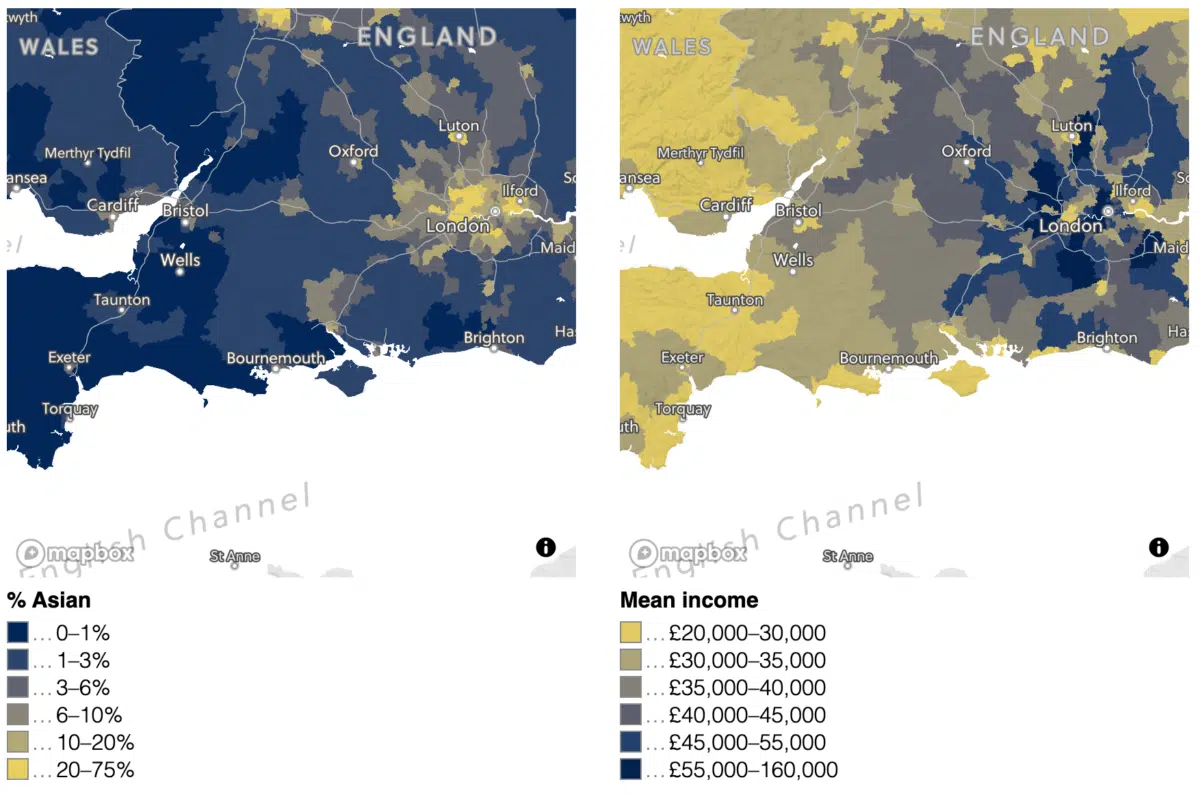 twyth
WALES
ENGLAND
Luton
Merthyr Tydfil
Oxford
ansea
Ilford
So
Cardiff
Bristol
London
el
Wells
Maid
Taunton
Brighton
Ha
Exeter
Bournemouth
Torquay
uth
English Channel
mapbox
St Anne
% Asian
... 0–1%
... 1–3%
... 3–6%
... 6–10%
... 10–20%
... 20–75%
twyth
WALES
ENGLAND
Luton
Merthyr Tydfil
Oxford
ansea
Ilford
So
Cardiff
Bristol
London
el
Wells
Maid
Taunton
Brighton
Ha
Exeter
Bournemouth
Torquay
uth
English Channel
mapbox
St Anne
Mean income
... £20,000–30,000
... £30,000–35,000
... £35,000–40,000
... £40,000–45,000
... £45,000–55,000
... £55,000–160,000